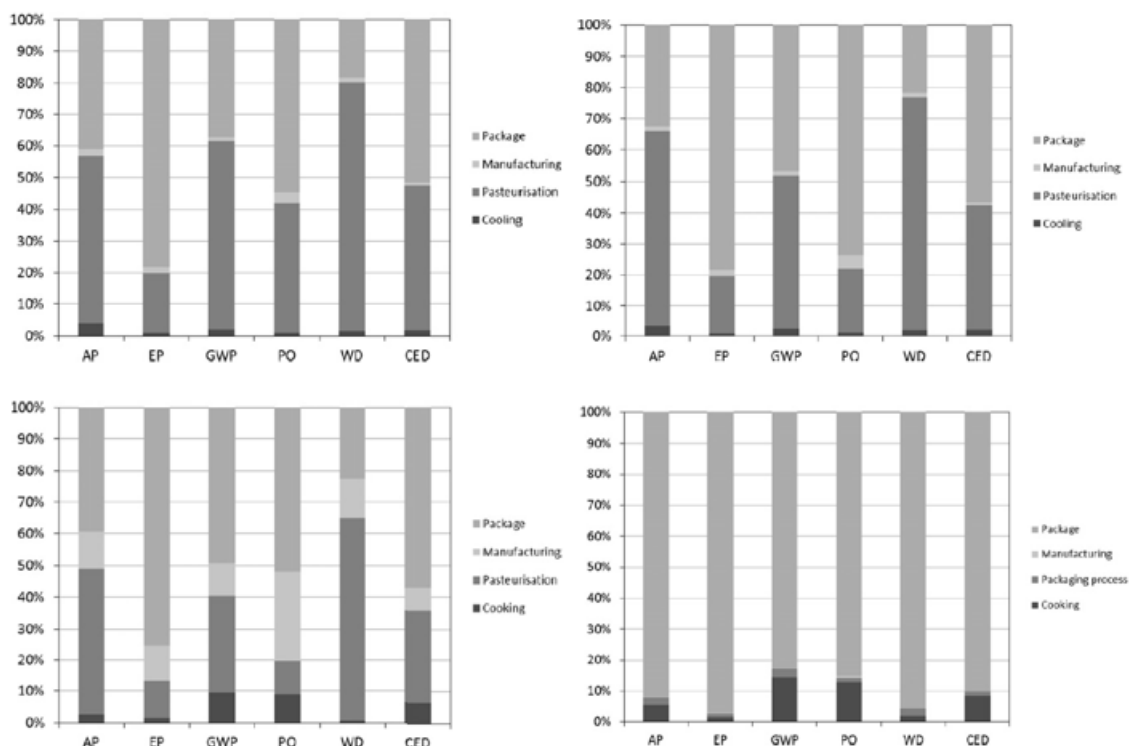 100%
90%
80%
70%
60%
50%
40%
30%
20%
10%
0%
AP EP GWP PO WD CED
Package
Manufacturing
Pasteurisation
Cooling
100%
90%
80%
70%
60%
50%
40%
30%
20%
10%
0%
AP EP GWP PO WD CED
Package
Manufacturing
Pasteurisation
Cooling
100%
90%
80%
70%
60%
50%
40%
30%
20%
10%
0%
AP EP GWP PO WD CED
Package
Manufacturing
Pasteurisation
Cooking
100%
90%
80%
70%
60%
50%
40%
30%
20%
10%
0%
AP EP GWP PO WD CED
Package
Manufacturing
Packaging process
Cooking